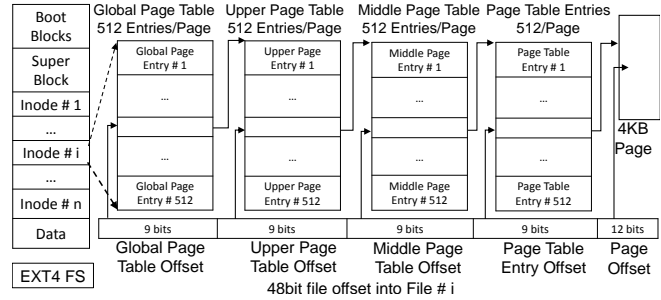 Boot
Blocks
Super
Block
Inode # 1
...
Inode # i
...
Inode # n
Data
EXT4 FS
Global Page Table
512 Entries/Page
Global Page
Entry # 1
...
...
Global Page
Entry # 512
9 bits
Global Page
Table Offset
Upper Page Table
512 Entries/Page
Upper Page
Entry # 1
...
...
Upper Page
Entry # 512
9 bits
Upper Page
Table Offset
Middle Page Table
512 Entries/Page
Middle Page
Entry # 1
...
...
Middle Page
Entry # 512
9 bits
Middle Page
Table Offset
Page Table Entries
512/Page
Page Table
Entry # 1
...
...
Page Table
Entry # 512
9 bits
Page Table
Entry Offset
4KB
Page
12 bits
Page
Offset
48bit file offset into File # i